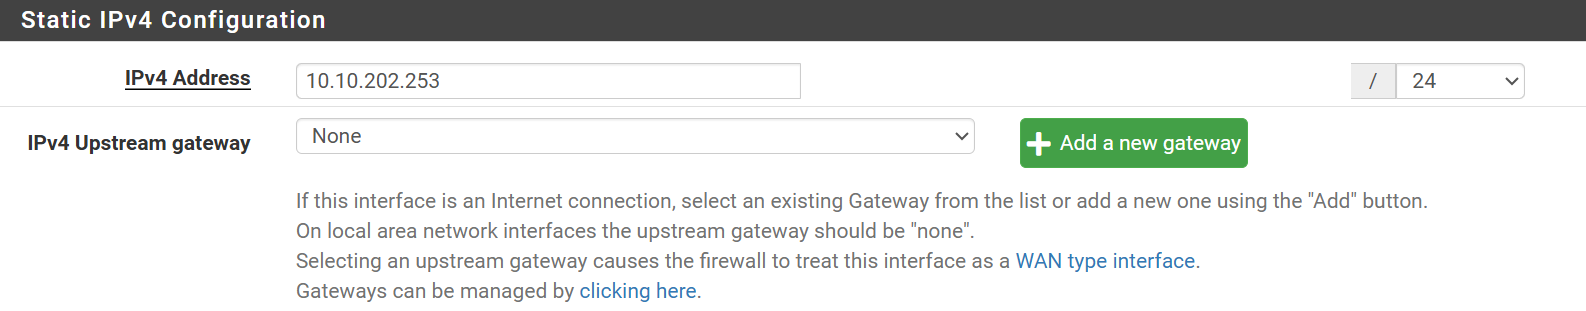 Static IPv4 Configuration
IPv4 Address 10.10.202.253 / 24
IPv4 Upstream gateway None Add a new gateway
If this interface is an Internet connection, select an existing Gateway from the list or add a new one using the "Add" button.
On local area network interfaces the upstream gateway should be "none".
Selecting an upstream gateway causes the firewall to treat this interface as a WAN type interface.
Gateways can be managed by clicking here.